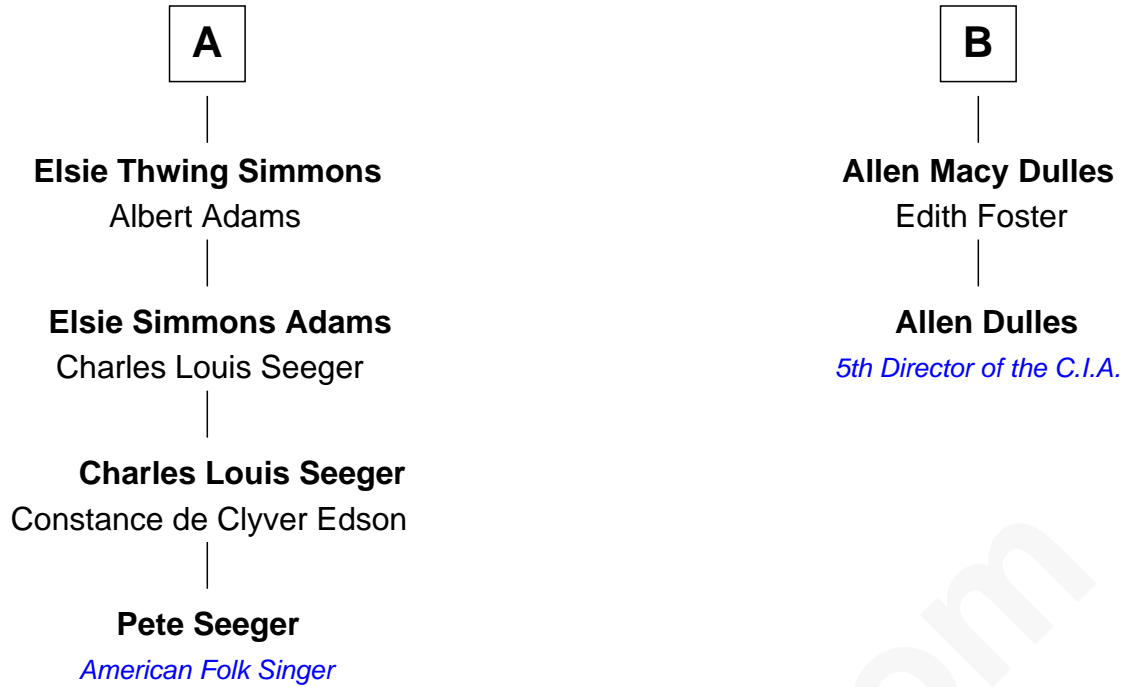 A
Elsie Thwing Simmons
Albert Adams
Elsie Simmons Adams
Charles Louis Seeger
Charles Louis Seeger
Constance de Clyver Edson
Pete Seeger
American Folk Singer
B
Allen Macy Dulles
Edith Foster
Allen Dulles
5th Director of the C.I.A.
om